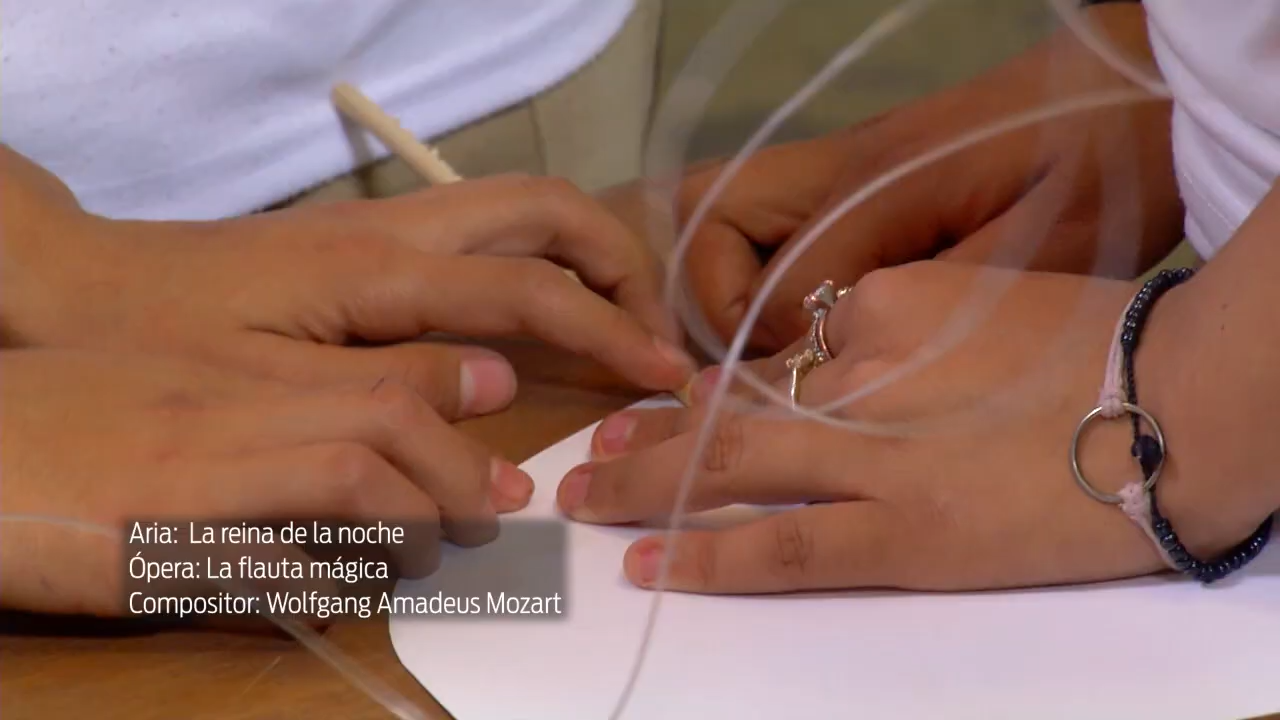 Aria: La reina de la noche
Ópera: La flauta mágica
Compositor: Wolfgang Amadeus Mozart